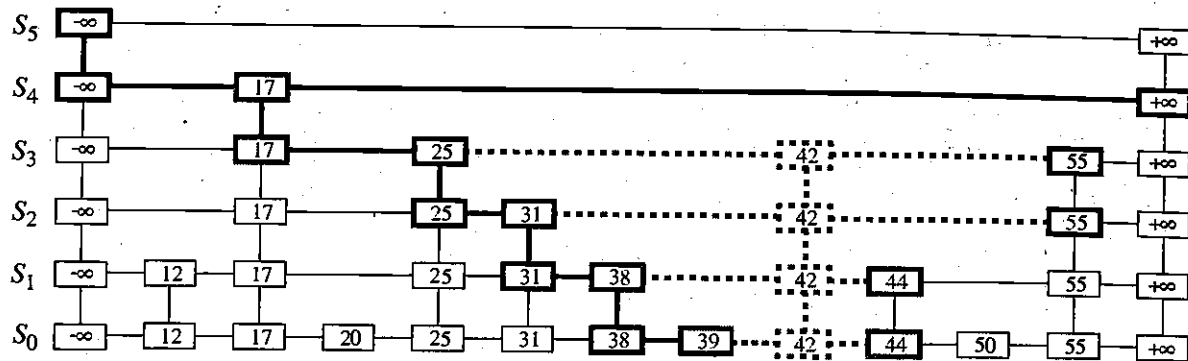 S5 -∞ +∞
S4 -∞ 17 +∞
S3 -∞ 17 25 42 55 +∞
S2 -∞ 17 25 31 42 55 +∞
S1 -∞ 12 17 25 31 38 42 44 55 +∞
S0 -∞ 12 17 20 25 31 38 39 42 44 50 55 +∞